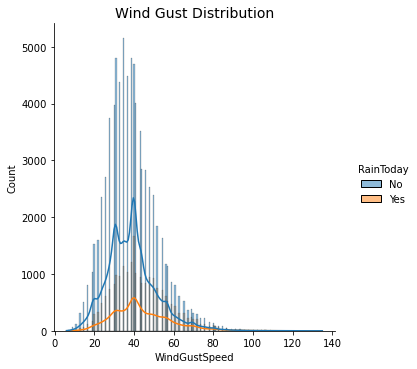 Wind Gust Distribution
5000
4000
3000
2000
1000
0
Count
0 20 40 60 80 100 120 140
WindGustSpeed
RainToday
No
Yes